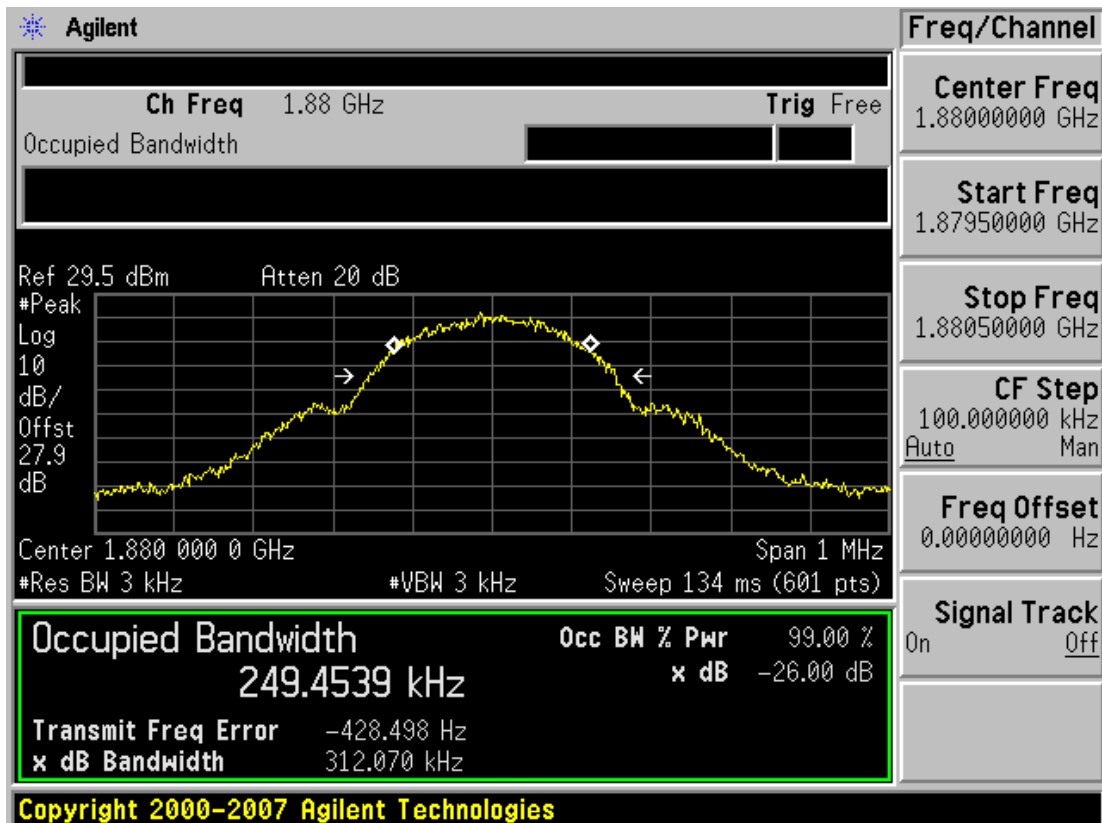 Agilent
Freq/Channel
Ch Freq 1.88 GHz Trig Free
Occupied Bandwidth
Center Freq
1.88000000 GHz
Start Freq
1.87950000 GHz
Stop Freq
1.88050000 GHz
CF Step
100.000000 kHz
Auto Man
Freq Offset
0.00000000 Hz
Signal Track
On Off
Ref 29.5 dBm Atten 20 dB
#Peak
Log
10
dB/
Offst
27.9
dB
Center 1.880 000 0 GHz Span 1 MHz
#Res BW 3 kHz #VBW 3 kHz Sweep 134 ms (601 pts)
Occupied Bandwidth
249.4539 kHz
Occ BW % Pwr 99.00 %
x dB -26.00 dB
Transmit Freq Error -428.498 Hz
x dB Bandwidth 312.070 kHz
Copyright 2000-2007 Agilent Technologies